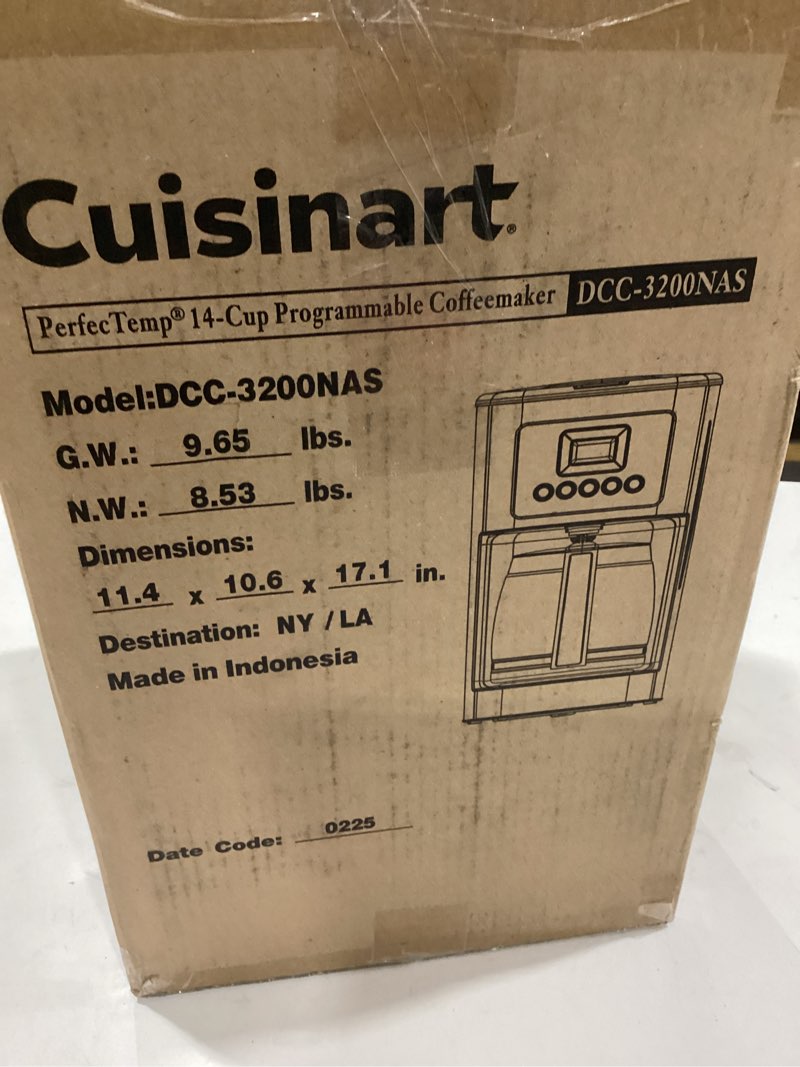 Cuisinart®
PerfecTemp® 14-Cup Programmable Coffeemaker DCC-3200NAS
Model:DCC-3200NAS
G.W.: 9.65 lbs.
N.W.: 8.53 lbs.
Dimensions:
11.4 x 10.6 x 17.1 in.
Destination: NY / LA
Made in Indonesia
Date Code: 0225